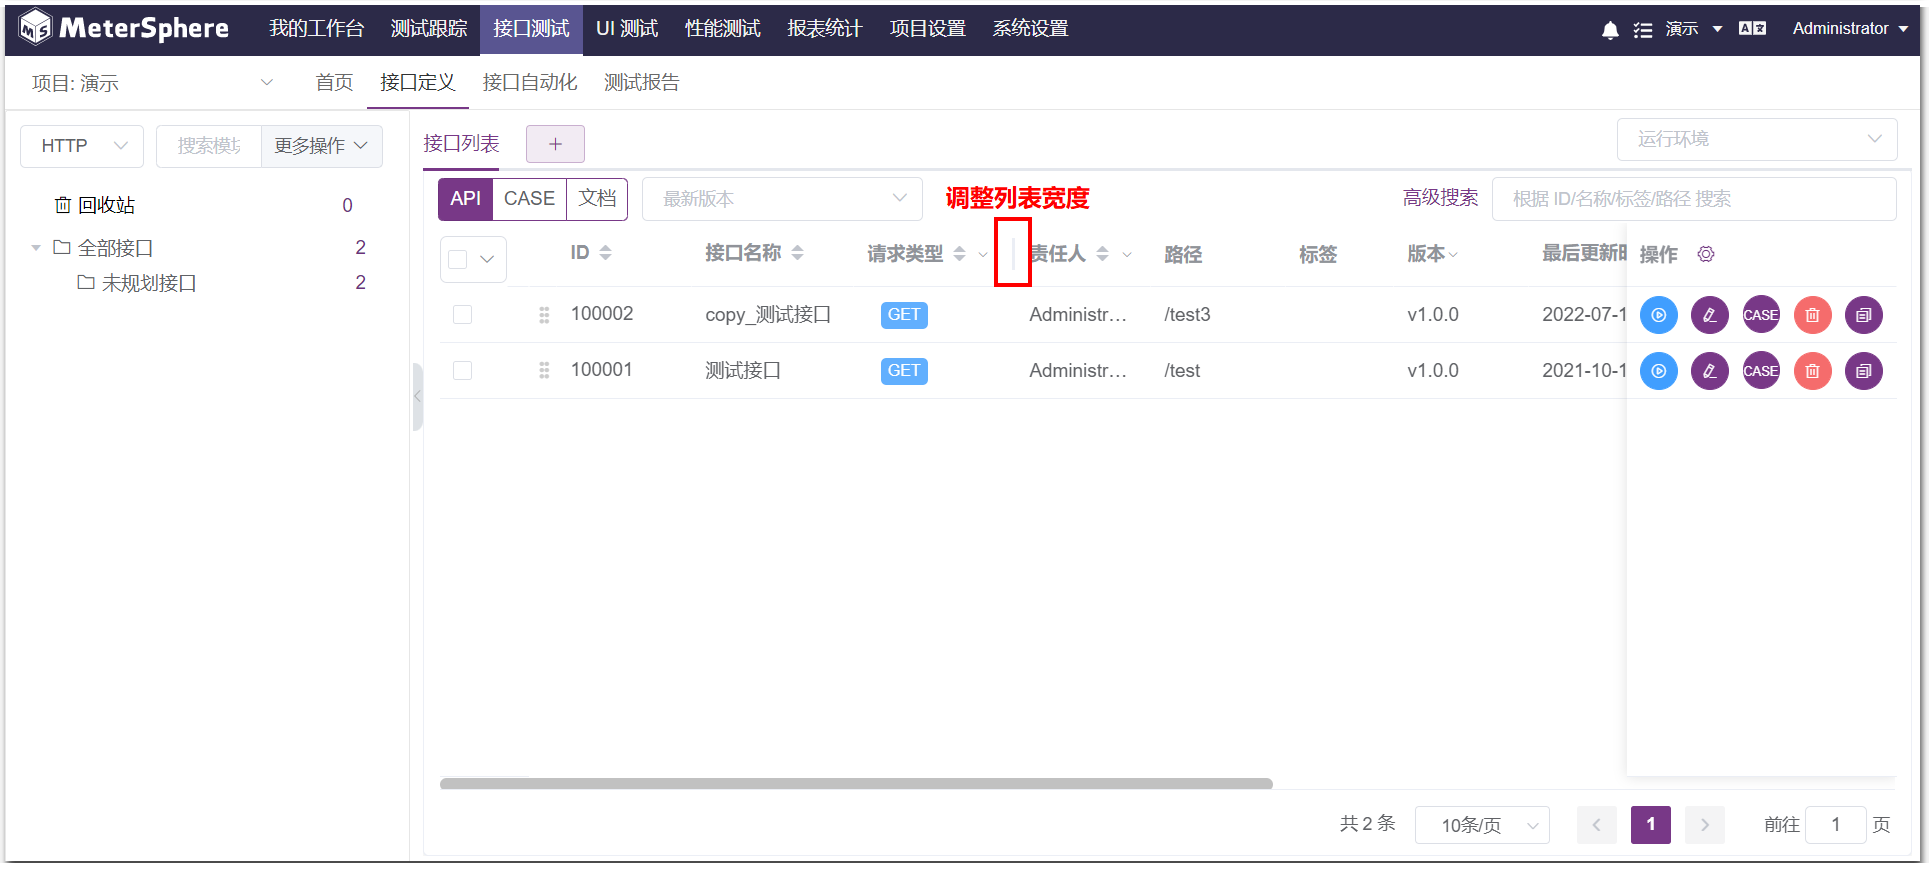 MeterSphere 我的工作台 测试跟踪 接口测试 UI 测试 性能测试 报表统计 项目设置 系统设置 演示 Administrator
项目: 演示 首页 接口定义 接口自动化 测试报告
HTTP 搜索模块 更多操作
接口列表 + 运行环境
API CASE 文档 最新版本 调整列表宽度 高级搜索 根据 ID/名称/标签/路径 搜索
回收站 0
全部接口 2
未规划接口 2
ID 接口名称 请求类型 责任人 路径 标签 版本 最后更新时 操作
100002 copy_测试接口 GET Administr... /test3 v1.0.0 2022-07-1 CASE
100001 测试接口 GET Administr... /test v1.0.0 2021-10-1 CASE
共 2 条 10条/页 1 前往 1 页